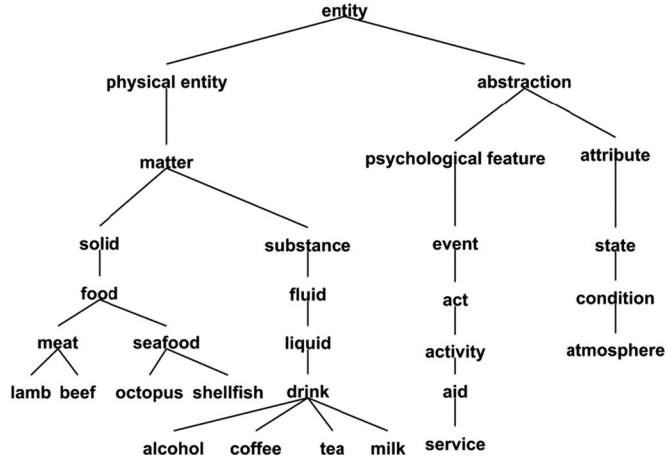 entity
physical entity abstraction
matter psychological feature attribute
solid substance event state
food fluid act condition
meat seafood liquid activity atmosphere
lamb beef octopus shellfish drink aid
alcohol coffee tea milk service